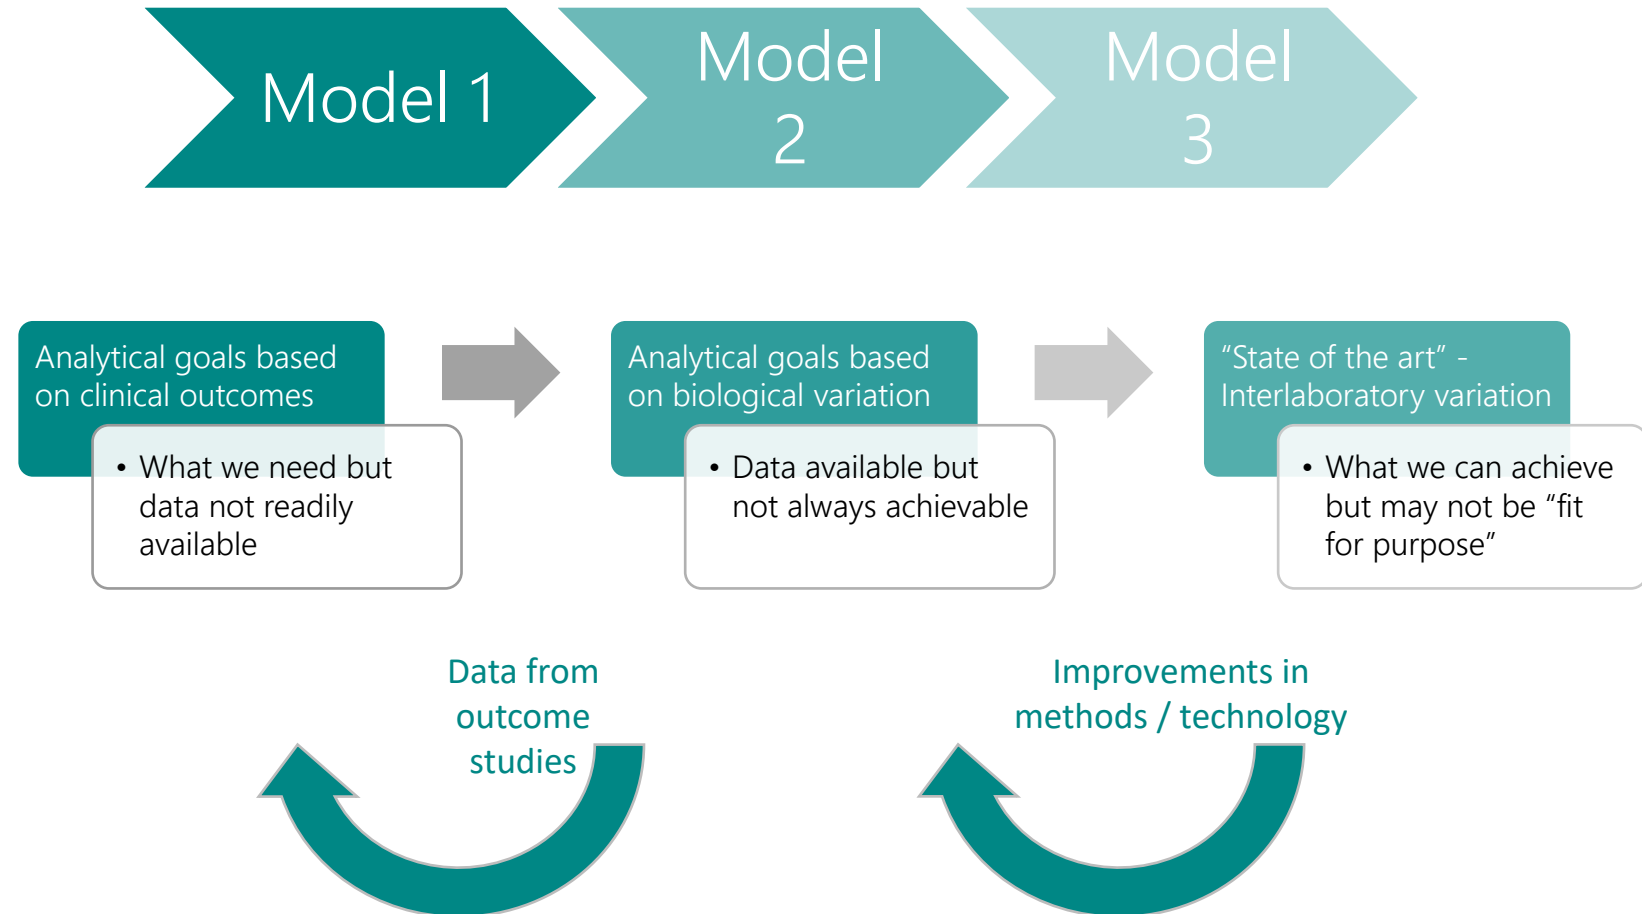 Model 1
Model
2
Model
3
Analytical goals based
on clinical outcomes
• What we need but
data not readily
available
Analytical goals based
on biological variation
• Data available but
not always achievable
“State of the art” -
Interlaboratory variation
• What we can achieve
but may not be “fit
for purpose”
Data from
outcome
studies
Improvements in
methods / technology